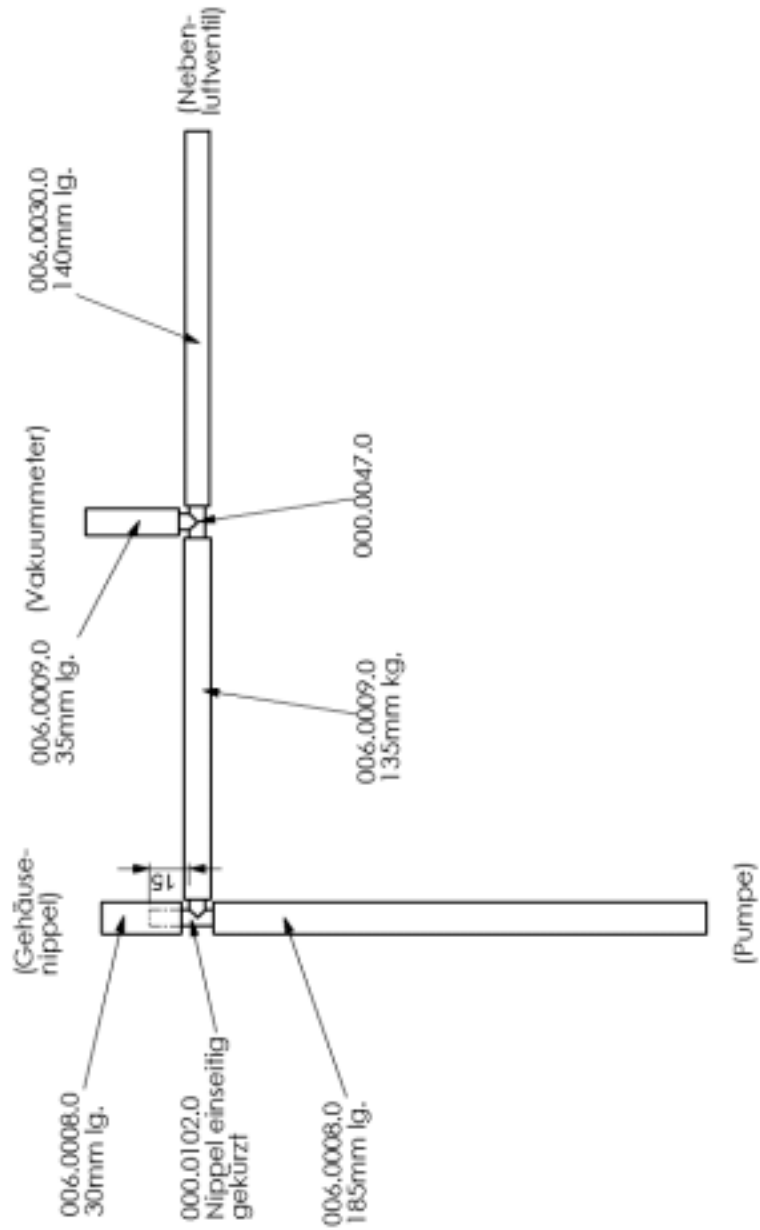 (Gehäuse-
nippel)
006.0008.0
30mm lg.
000.0102.0
Nippel einseitig
gekürzt
006.0008.0
185mm lg.
(Pumpe)
15
006.0009.0
35mm lg.
(Vakuummeter)
006.0009.0
135mm kg.
000.0047.0
006.0030.0
140mm lg.
(Neben-
luftventil)